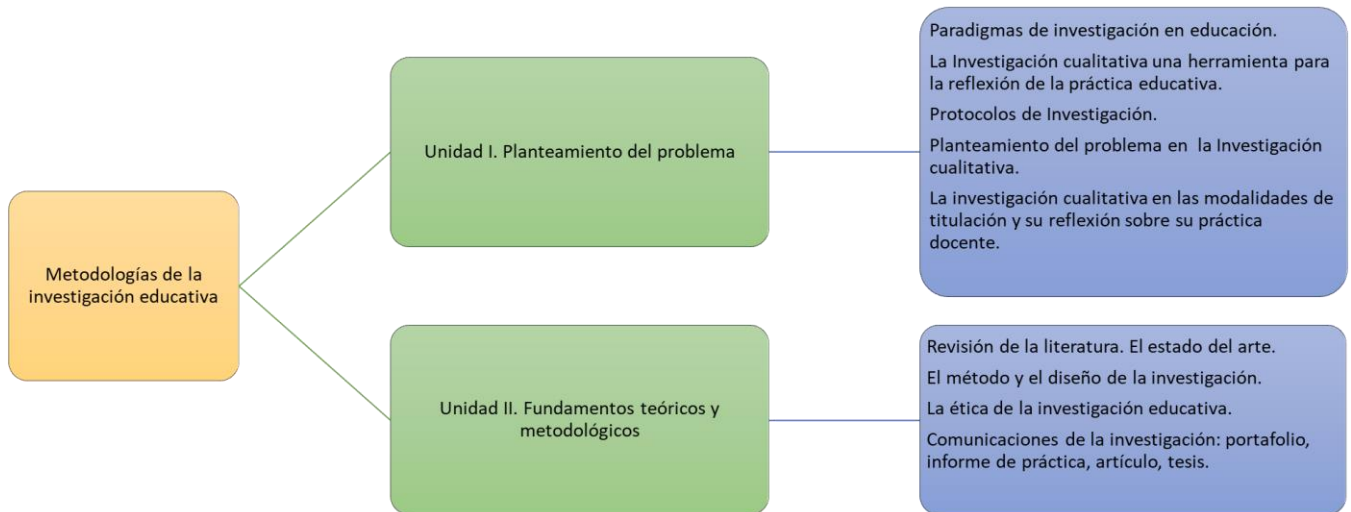 Metodologías de la
investigación educativa
Unidad I. Planteamiento del problema
Paradigmas de investigación en educación.
La Investigación cualitativa una herramienta para
la reflexión de la práctica educativa.
Protocolos de Investigación.
Planteamiento del problema en  la Investigación
cualitativa.
La investigación cualitativa en las modalidades de
titulación y su reflexión sobre su práctica
docente.
Unidad II. Fundamentos teóricos y
metodológicos
Revisión de la literatura. El estado del arte.
El método y el diseño de la investigación.
La ética de la investigación educativa.
Comunicaciones de la investigación: portafolio,
informe de práctica, artículo, tesis.